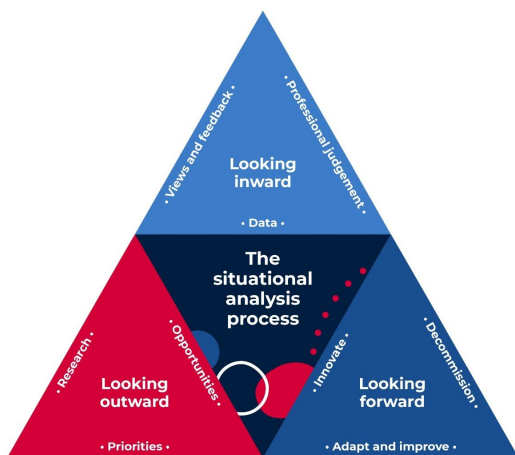 • Views and feedback •
• Professional judgement •
Looking
inward
• Data •
The
situational
analysis
process
• Research •
• Opportunities •
Looking
outward
• Priorities •
• Innovate •
• Decommission •
Looking
forward
• Adapt and improve •